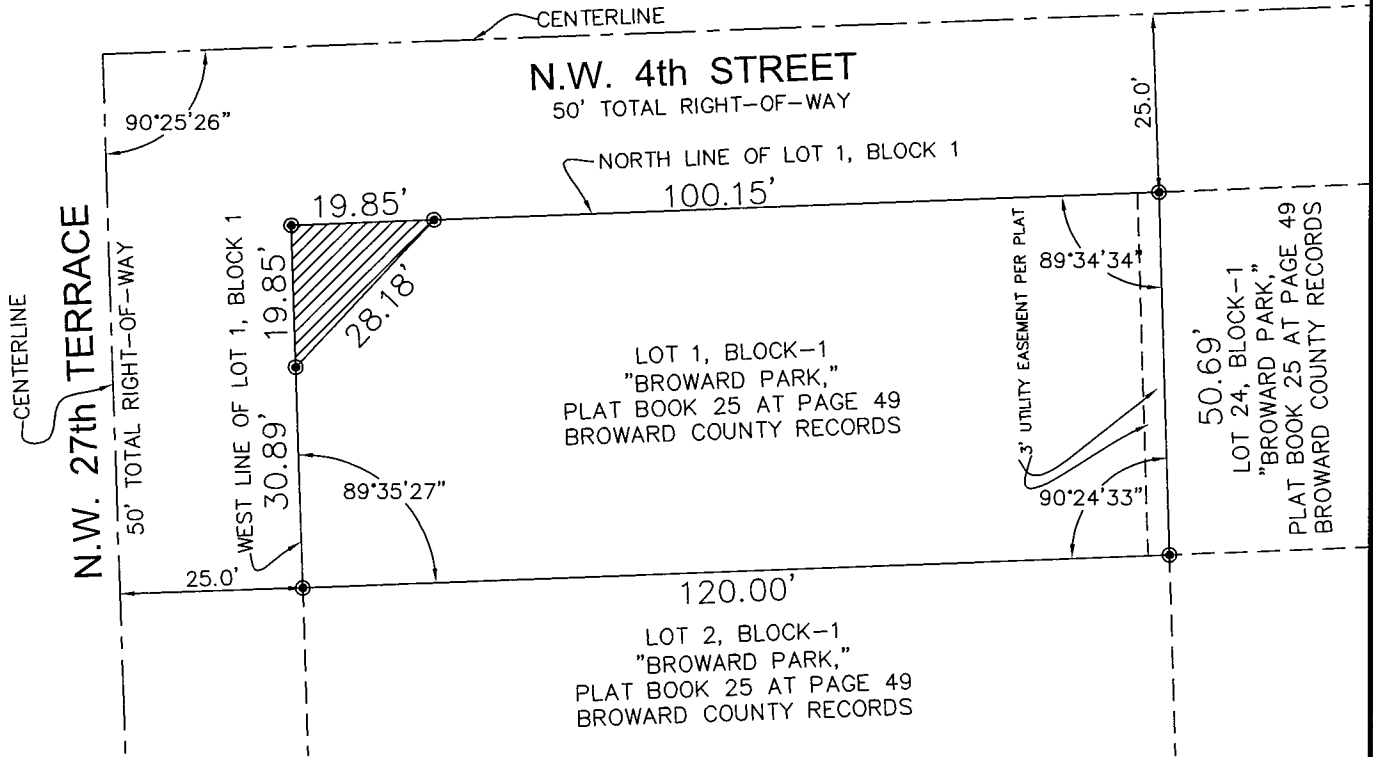 CENTERLINE
N.W. 4th STREET
50' TOTAL RIGHT-OF-WAY
90°25'26"
25.0'
NORTH LINE OF LOT 1, BLOCK 1
19.85'
100.15'
CENTERLINE
N.W. 27th TERRACE
50' TOTAL RIGHT-OF-WAY
WEST LINE OF LOT 1, BLOCK 1
19.85'
28.18'
30.89'
89°35'27"
LOT 1, BLOCK-1
"BROWARD PARK,"
PLAT BOOK 25 AT PAGE 49
BROWARD COUNTY RECORDS
3' UTILITY EASEMENT PER PLAT
89°34'34"
90°24'33"
50.69'
LOT 24, BLOCK-1
"BROWARD PARK,"
PLAT BOOK 25 AT PAGE 49
BROWARD COUNTY RECORDS
25.0'
120.00'
LOT 2, BLOCK-1
"BROWARD PARK,"
PLAT BOOK 25 AT PAGE 49
BROWARD COUNTY RECORDS